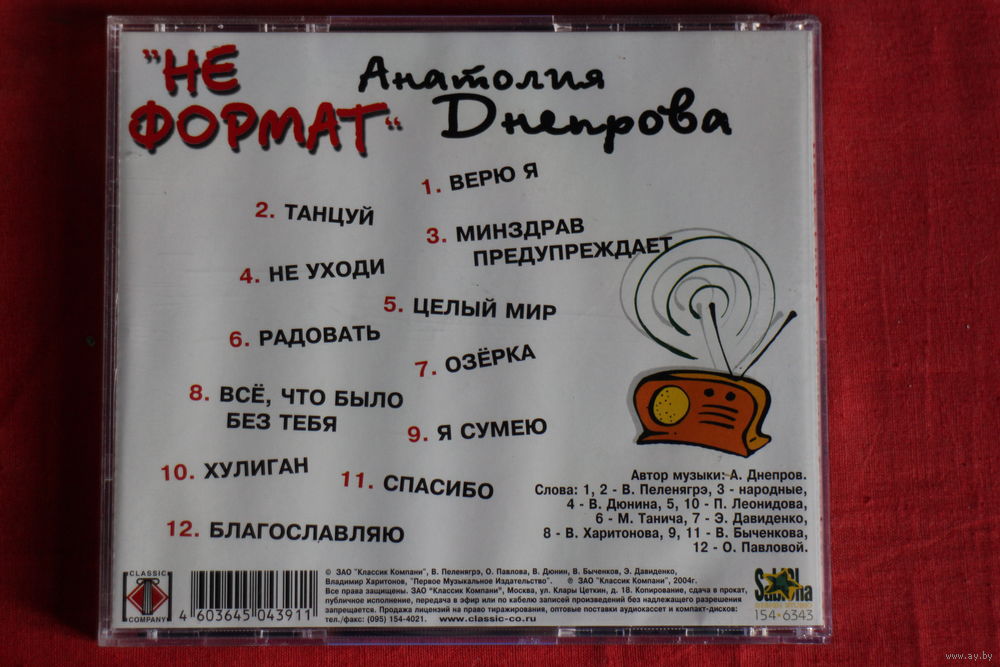 "НЕ
ФОРМАТ"
Анатолия
Днепрова
1. ВЕРЮ Я
2. ТАНЦУЙ
3. МИНЗДРАВ
ПРЕДУПРЕЖДАЕТ
4. НЕ УХОДИ
5. ЦЕЛЫЙ МИР
6. РАДОВАТЬ
7. ОЗЁРКА
8. ВСЁ, ЧТО БЫЛО
БЕЗ ТЕБЯ
9. Я СУМЕЮ
10. ХУЛИГАН
11. СПАСИБО
12. БЛАГОСЛАВЛЯЮ
Автор музыки: А. Днепров.
Слова: 1, 2 - В. Пеленягрэ, 3 - народные,
4 - В. Дюнина, 5, 10 - П. Леонидова,
6 - М. Танича, 7 - Э. Давиденко,
8 - В. Харитонова, 9, 11 - В. Быченкова,
12 - О. Павловой.
CLASSIC
COMPANY
4 603645 043911
© ЗАО "Классик Компани", В. Пеленягрэ, О. Павлова, В. Дюнин, В. Быченков, Э. Давиденко,
Владимир Харитонов, "Первое Музыкальное Издательство". ℗ ЗАО "Классик Компани", 2004г.
Все права защищены. ЗАО "Классик Компани", Москва, ул. Клары Цеткин, д. 18. Копирование, сдача в прокат,
публичное исполнение, передача в эфир или по кабелю записей произведений без надлежащего разрешения
запрещается. Продажа лицензий на право тиражирования, оптовые поставки аудиокассет и компакт-дисков:
тел./факс: (095) 154-4021. www.classic-co.ru
154-6343
www.ay.by